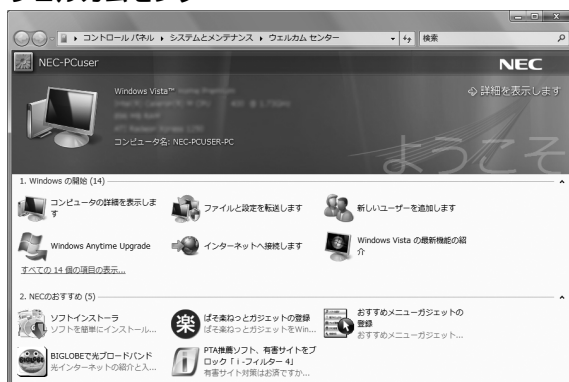 コントロール パネル ▸ システムとメンテナンス ▸ ウェルカム センター
検索
NEC-PCuser
NEC
Windows Vista™
詳細を表示します
コンピュータ名: NEC-PCUSER-PC
ようこそ
1. Windows の開始 (14)
コンピュータの詳細を表示しま
す
ファイルと設定を転送します
新しいユーザーを追加します
Windows Anytime Upgrade
インターネットへ接続します
Windows Vista の最新機能の紹
介
すべての 14 個の項目の表示...
2. NECのおすすめ (5)
ソフトインストーラ
ソフトを簡単にインストール...
楽
ぱそ楽ねっとガジェットの登録
ぱそ楽ねっとガジェットをWin...
おすすめメニューガジェットの
登録
おすすめメニューガジェット...
BIGLOBEで光ブロードバンド
光インターネットの紹介と入...
PTA推薦ソフト、有害サイトをブ
ロック「 i -フィルター 4」
有害サイト対策はお済ですか...